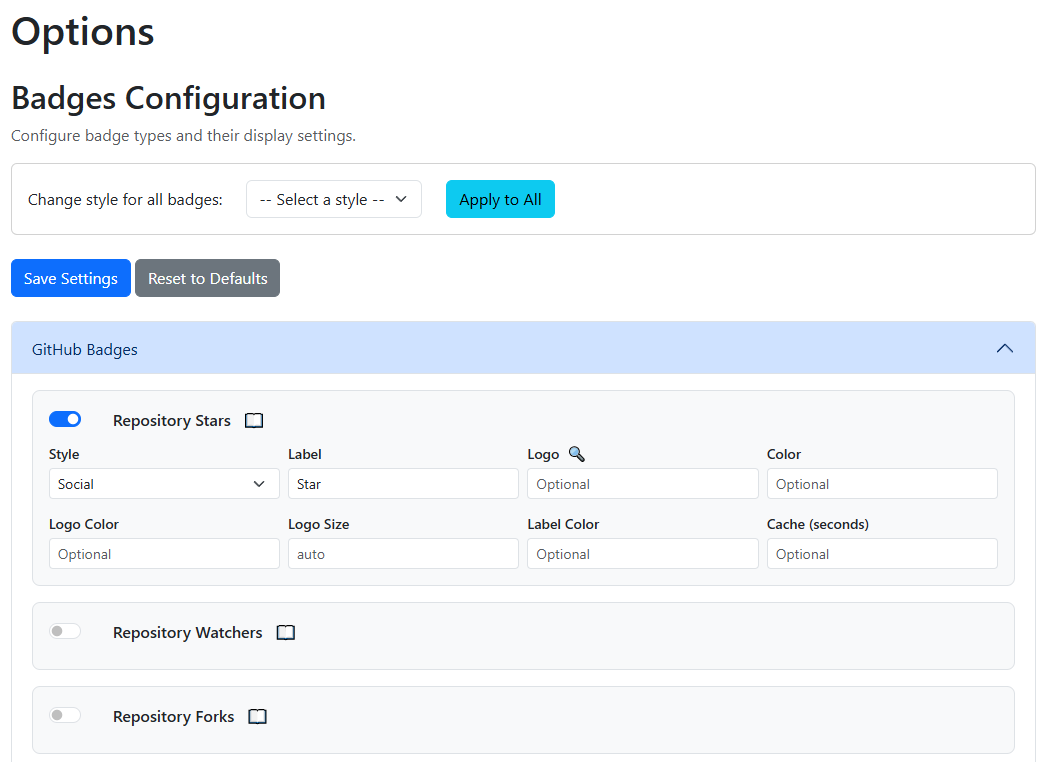 Options
Badges Configuration
Configure badge types and their display settings.
Change style for all badges: -- Select a style -- Apply to All
Save Settings Reset to Defaults
GitHub Badges
Repository Stars
Style Label Logo Color
Social Star Optional Optional
Logo Color Logo Size Label Color Cache (seconds)
Optional auto Optional Optional
Repository Watchers
Repository Forks